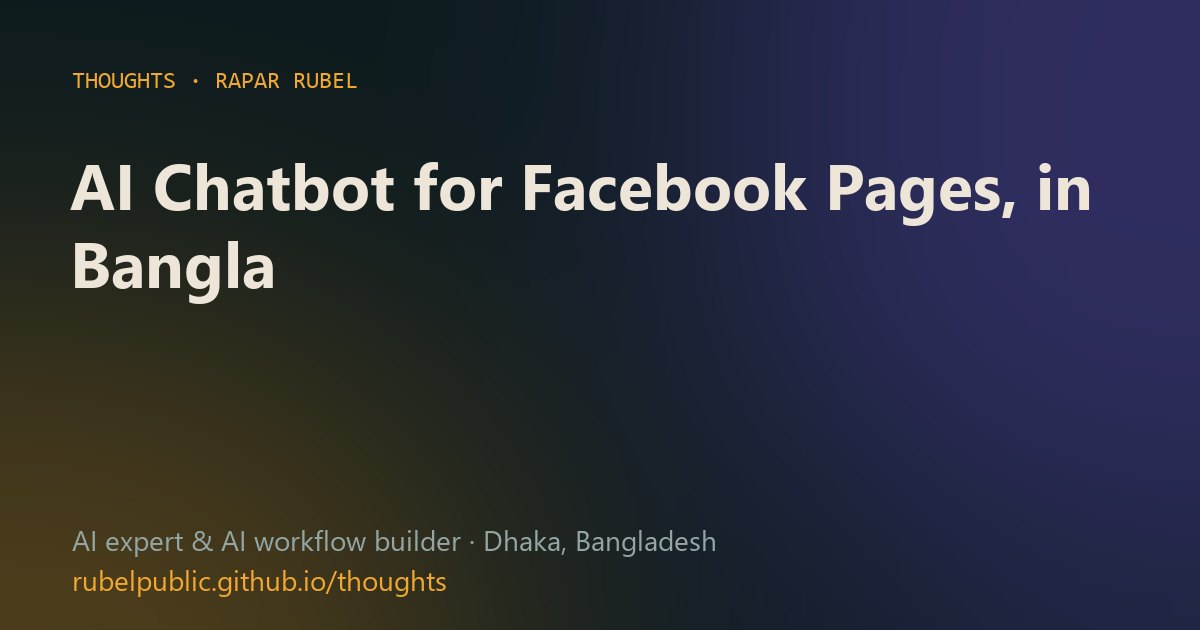 THOUGHTS · RAPAR RUBEL
AI Chatbot for Facebook Pages, in
Bangla
AI expert & AI workflow builder · Dhaka, Bangladesh
rubelpublic.github.io/thoughts